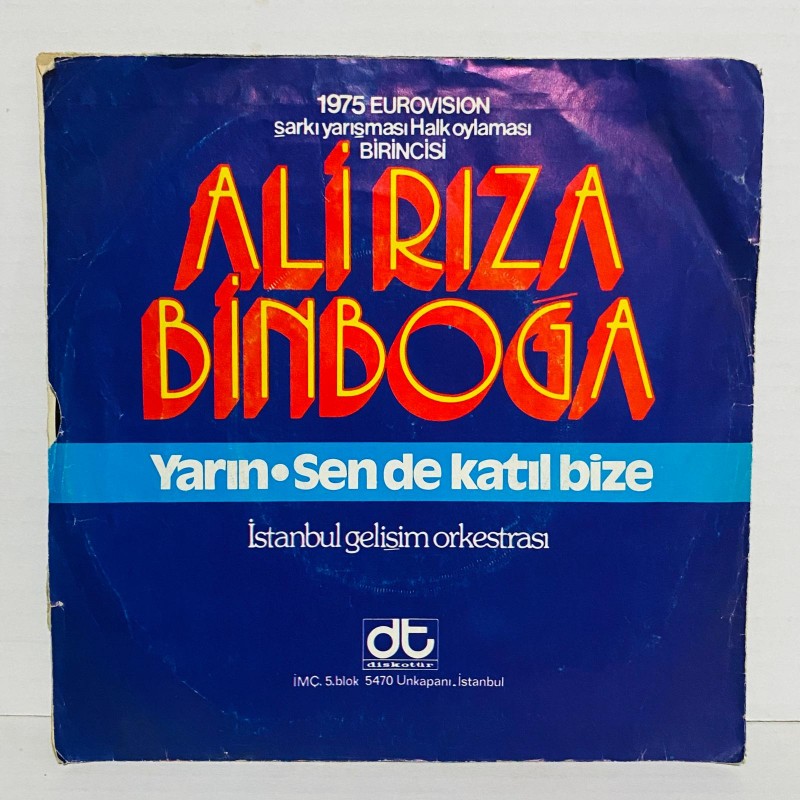 1975 EUROVISION
şarkı yarışması Halk oylaması
BİRİNCİSİ
ALİ RIZA
BİNBOĞA
Yarın • Sen de katıl bize
İstanbul gelişim orkestrası
dt
diskotür
İMÇ. 5.blok 5470 Unkapanı.İstanbul